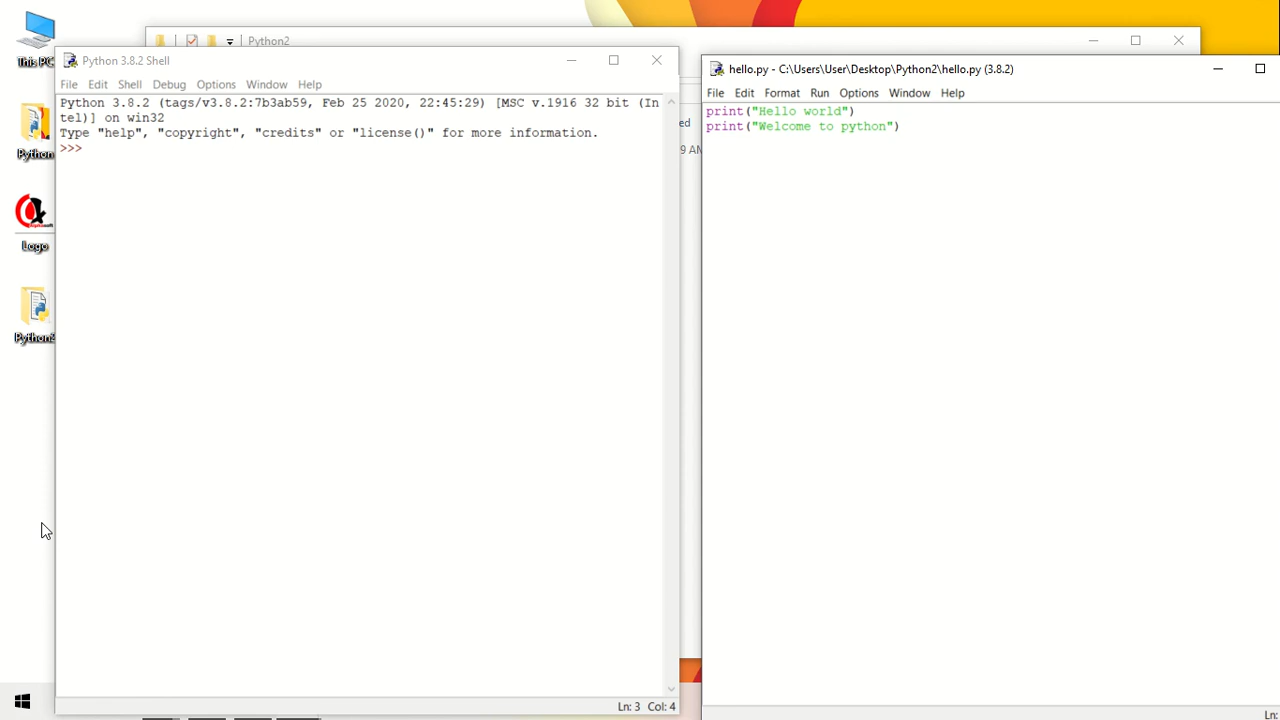 This PC
Python
Logo
Python2
Python2
Python 3.8.2 Shell
File Edit Shell Debug Options Window Help
Python 3.8.2 (tags/v3.8.2:7b3ab59, Feb 25 2020, 22:45:29) [MSC v.1916 32 bit (In
tel)] on win32
Type "help", "copyright", "credits" or "license()" for more information.
>>>
Ln: 3 Col: 4
ed
9 AM
hello.py - C:\Users\User\Desktop\Python2\hello.py (3.8.2)
File Edit Format Run Options Window Help
print("Hello world")
print("Welcome to python")
Ln: